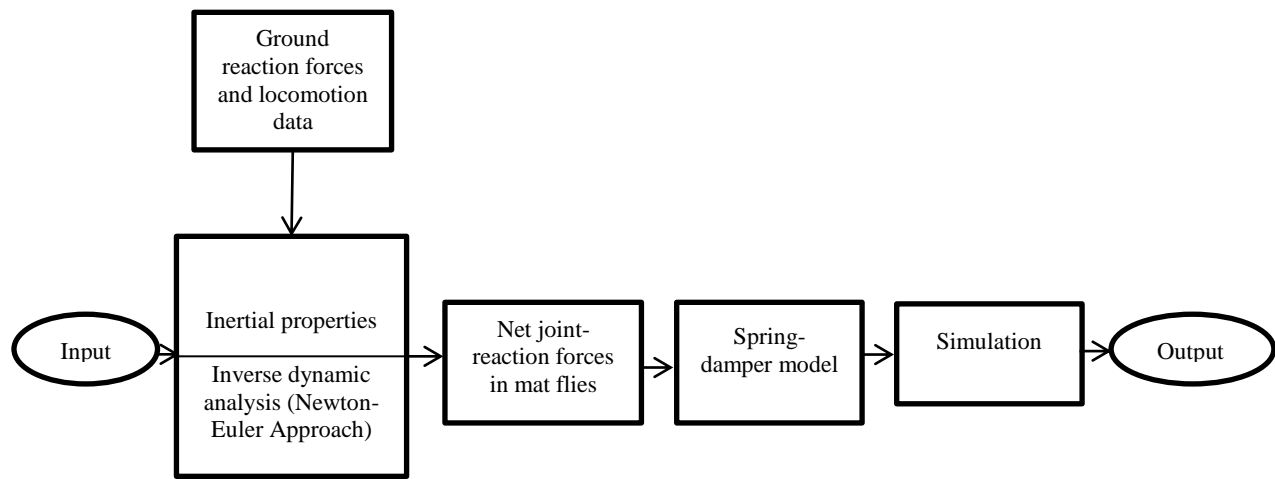 Ground
reaction forces
and locomotion
data
Input
Inertial properties
Inverse dynamic
analysis (Newton-
Euler Approach)
Net joint-
reaction forces
in mat flies
Spring-
damper model
Simulation
Output